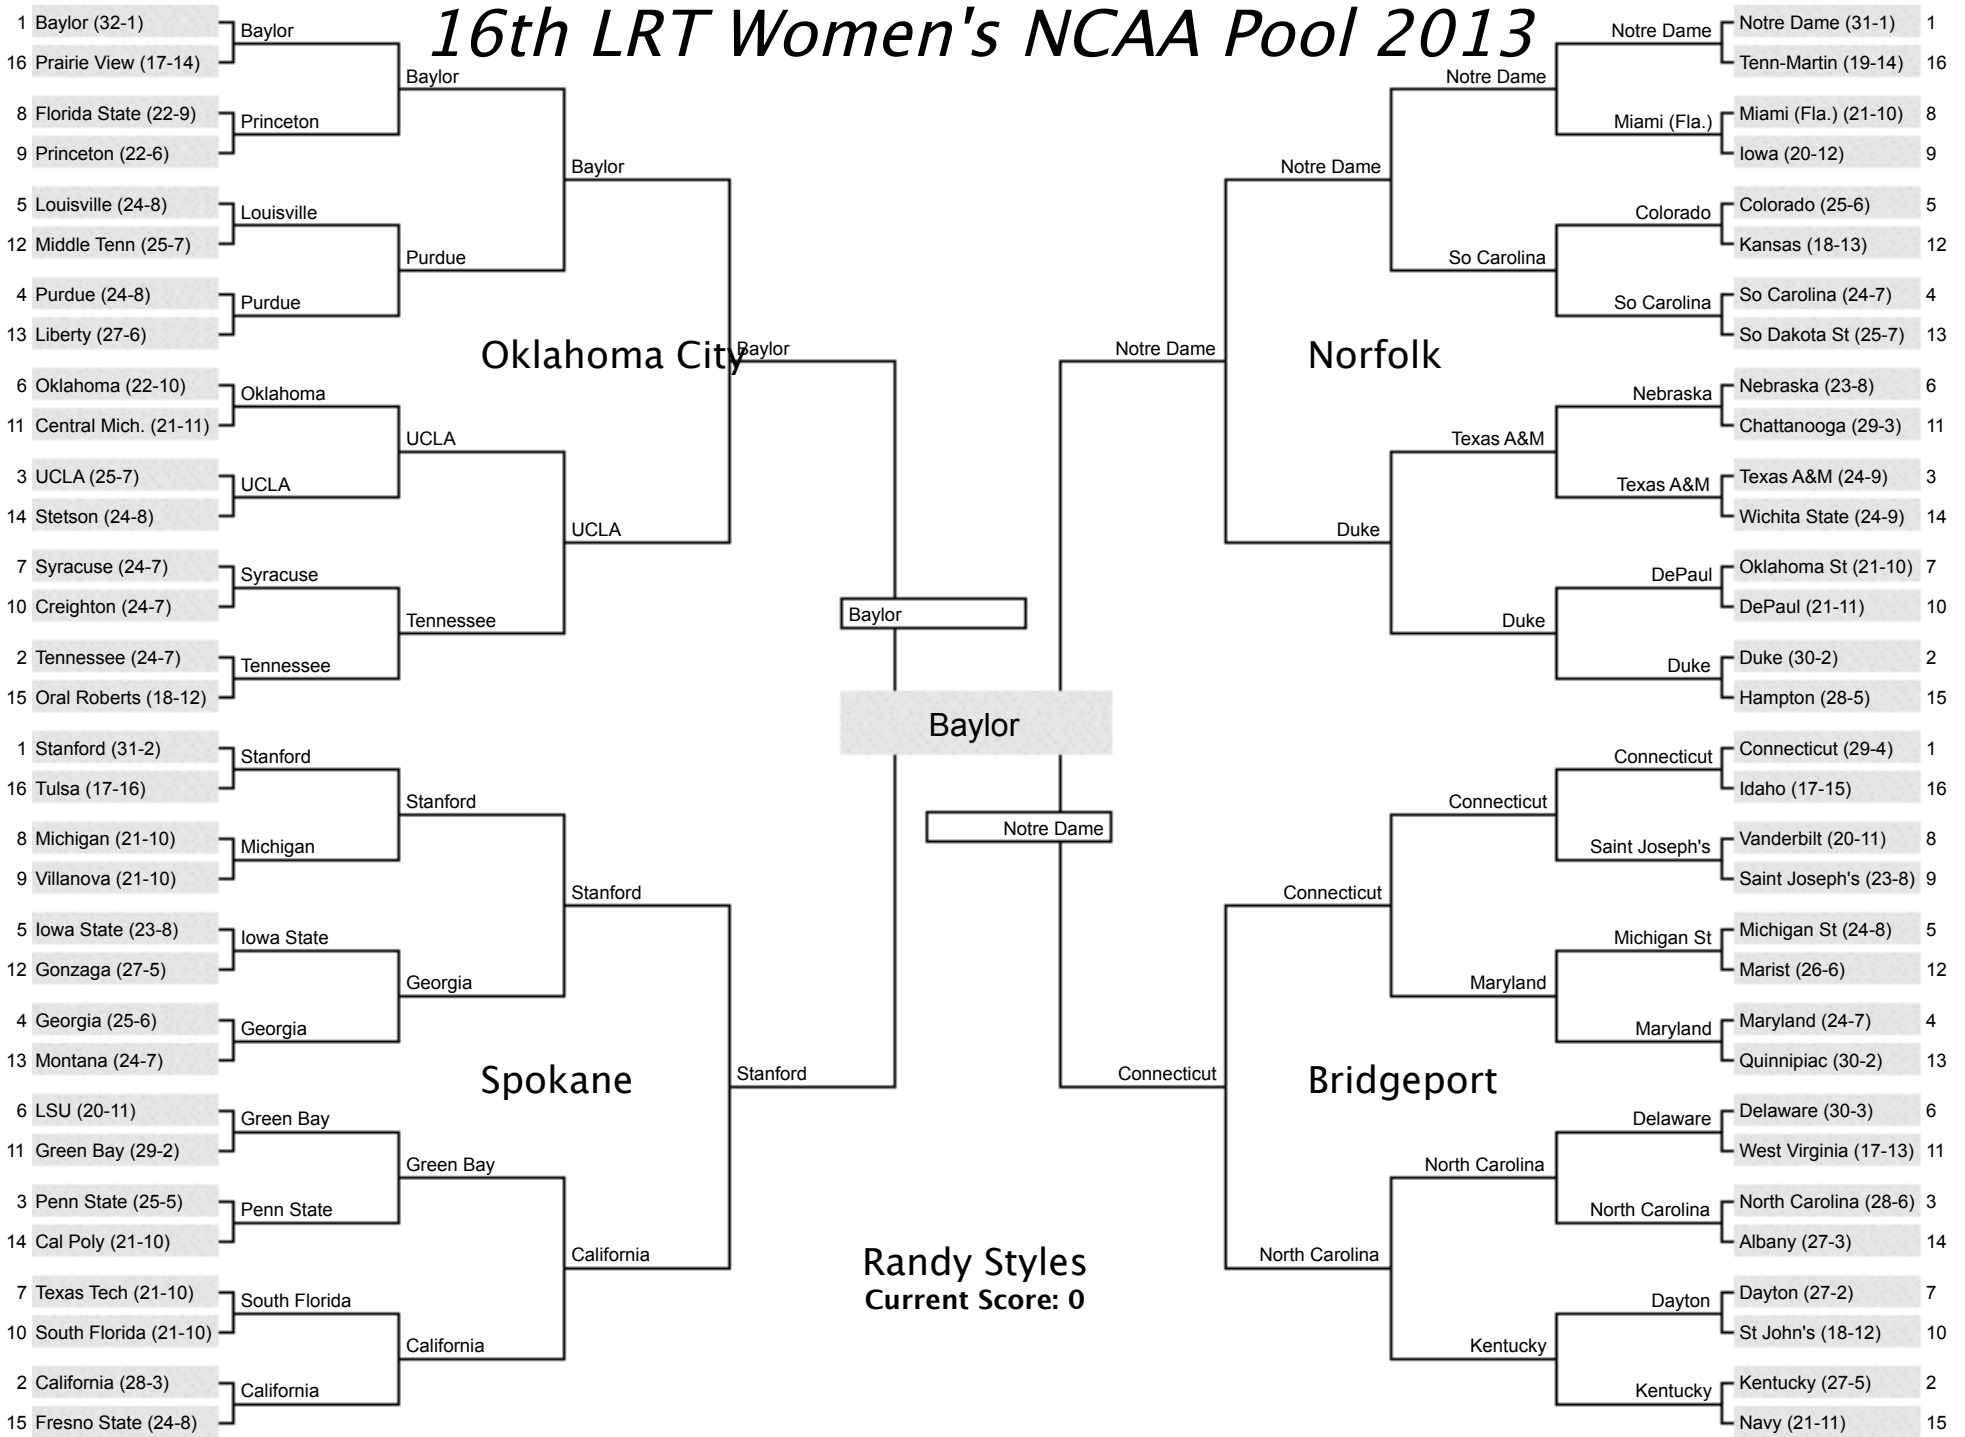 16th LRT Women's NCAA Pool 2013
1 Baylor (32-1)
16 Prairie View (17-14)
8 Florida State (22-9)
9 Princeton (22-6)
5 Louisville (24-8)
12 Middle Tenn (25-7)
4 Purdue (24-8)
13 Liberty (27-6)
6 Oklahoma (22-10)
11 Central Mich. (21-11)
3 UCLA (25-7)
14 Stetson (24-8)
7 Syracuse (24-7)
10 Creighton (24-7)
2 Tennessee (24-7)
15 Oral Roberts (18-12)
Baylor
Princeton
Louisville
Purdue
Oklahoma
UCLA
Syracuse
Tennessee
Baylor
Purdue
UCLA
Tennessee
Baylor
UCLA
Oklahoma City
Baylor
1 Stanford (31-2)
16 Tulsa (17-16)
8 Michigan (21-10)
9 Villanova (21-10)
5 Iowa State (23-8)
12 Gonzaga (27-5)
4 Georgia (25-6)
13 Montana (24-7)
6 LSU (20-11)
11 Green Bay (29-2)
3 Penn State (25-5)
14 Cal Poly (21-10)
7 Texas Tech (21-10)
10 South Florida (21-10)
2 California (28-3)
15 Fresno State (24-8)
Stanford
Michigan
Iowa State
Georgia
Green Bay
Penn State
South Florida
California
Stanford
Georgia
Green Bay
California
Stanford
California
Spokane
Stanford
Baylor
Baylor
Notre Dame
Randy Styles
Current Score: 0
Notre Dame
Norfolk
Notre Dame
Duke
Notre Dame
So Carolina
Texas A&M
Duke
Notre Dame
Miami (Fla.)
Colorado
So Carolina
Nebraska
Texas A&M
DePaul
Duke
Notre Dame (31-1) 1
Tenn-Martin (19-14) 16
Miami (Fla.) (21-10) 8
Iowa (20-12) 9
Colorado (25-6) 5
Kansas (18-13) 12
So Carolina (24-7) 4
So Dakota St (25-7) 13
Nebraska (23-8) 6
Chattanooga (29-3) 11
Texas A&M (24-9) 3
Wichita State (24-9) 14
Oklahoma St (21-10) 7
DePaul (21-11) 10
Duke (30-2) 2
Hampton (28-5) 15
Connecticut
Bridgeport
Connecticut
North Carolina
Connecticut
Maryland
North Carolina
Kentucky
Connecticut
Saint Joseph's
Michigan St
Maryland
Delaware
North Carolina
Dayton
Kentucky
Connecticut (29-4) 1
Idaho (17-15) 16
Vanderbilt (20-11) 8
Saint Joseph's (23-8) 9
Michigan St (24-8) 5
Marist (26-6) 12
Maryland (24-7) 4
Quinnipiac (30-2) 13
Delaware (30-3) 6
West Virginia (17-13) 11
North Carolina (28-6) 3
Albany (27-3) 14
Dayton (27-2) 7
St John's (18-12) 10
Kentucky (27-5) 2
Navy (21-11) 15